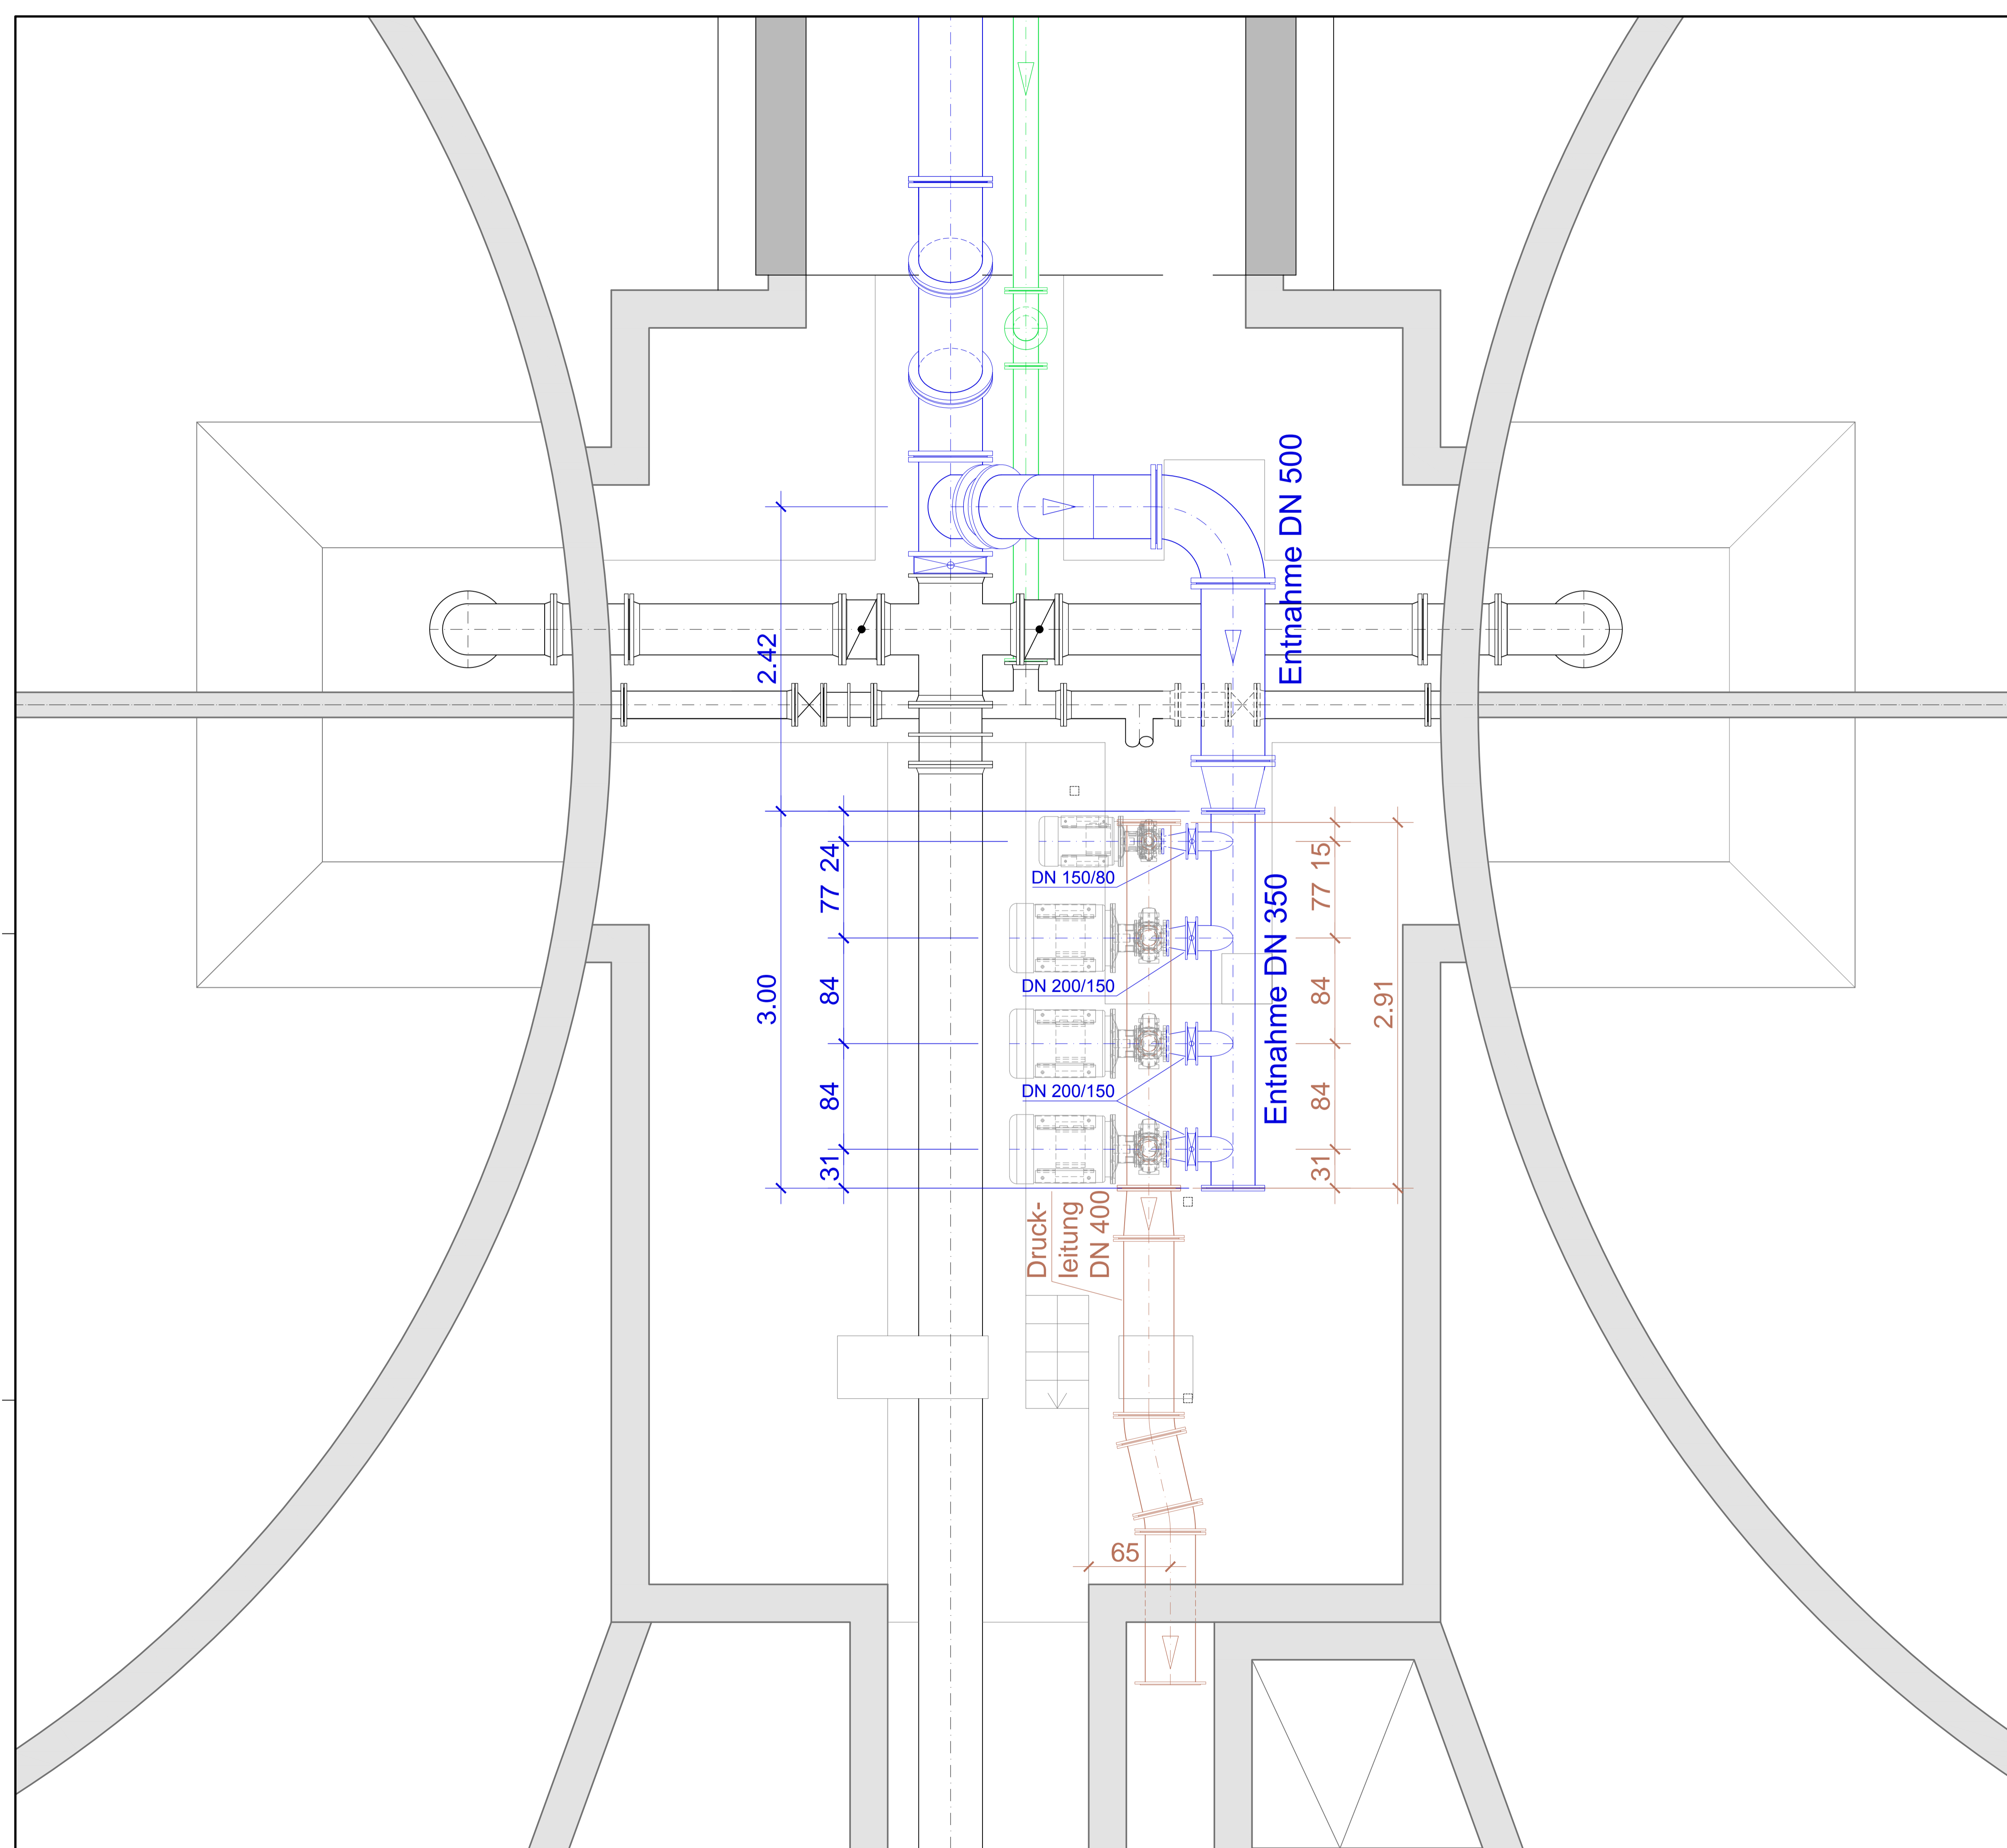 Entnahme DN 500
2.42
24
77
84
84
31
3.00
DN 150/80
DN 200/150
DN 200/150
Entnahme DN 350
15
77
84
84
31
2.91
Druck-
leitung
DN 400
65